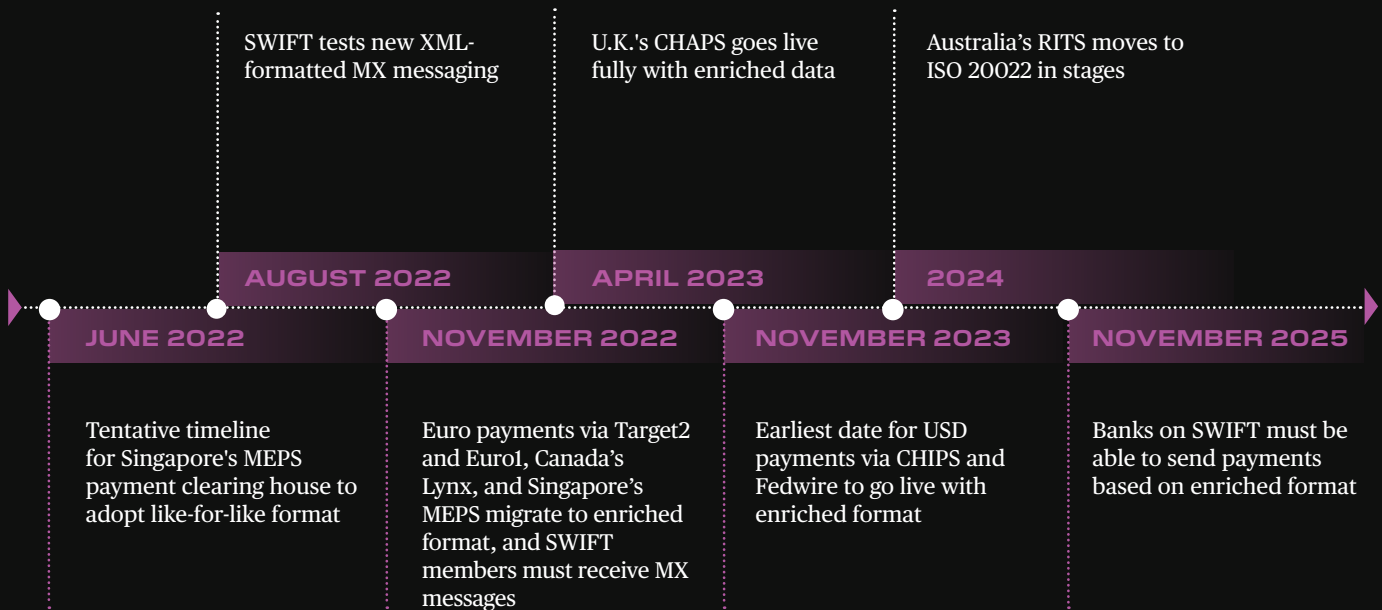 SWIFT tests new XML-
formatted MX messaging
U.K.'s CHAPS goes live
fully with enriched data
Australia’s RITS moves to
ISO 20022 in stages
AUGUST 2022
APRIL 2023
2024
JUNE 2022
NOVEMBER 2022
NOVEMBER 2023
NOVEMBER 2025
Tentative timeline
for Singapore's MEPS
payment clearing house to
adopt like-for-like format
Euro payments via Target2
and Euro1, Canada’s
Lynx, and Singapore’s
MEPS migrate to enriched
format, and SWIFT
members must receive MX
messages
Earliest date for USD
payments via CHIPS and
Fedwire to go live with
enriched format
Banks on SWIFT must be
able to send payments
based on enriched format